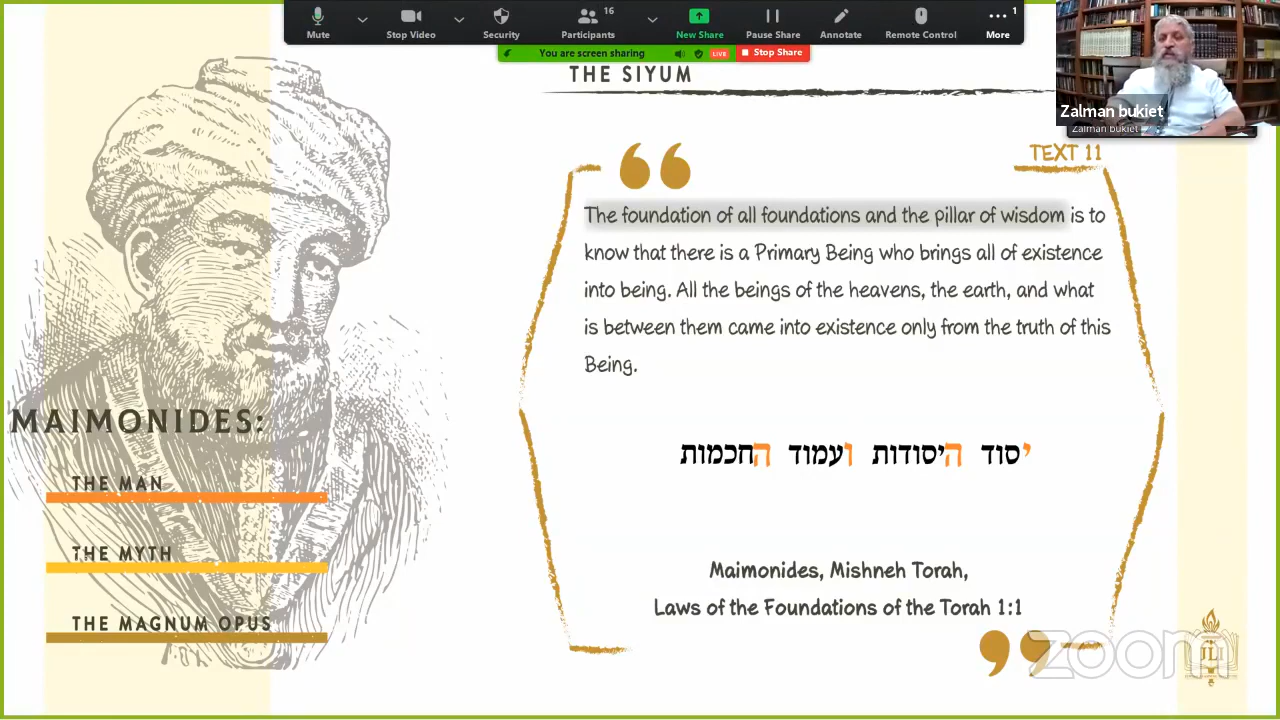 16
1
Mute
Stop Video
Security
Participants
New Share
Pause Share
Annotate
Remote Control
More
You are screen sharing
LIVE
Stop Share
THE SIYUM
Zalman bukiet
Zalman bukiet
TEXT 11
The foundation of all foundations and the pillar of wisdom is to
know that there is a Primary Being who brings all of existence
into being. All the beings of the heavens, the earth, and what
is between them came into existence only from the truth of this
Being.
MAIMONIDES:
THE MAN
THE MYTH
THE MAGNUM OPUS
יסוד היסודות ועמוד החכמות
Maimonides, Mishneh Torah,
Laws of the Foundations of the Torah 1:1
zoom
JLI